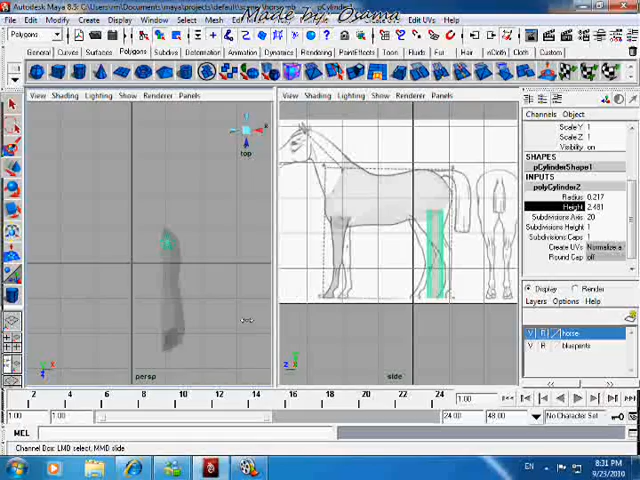 Autodesk Maya 8.5: C:\Users\m\Documents\maya\projects\default\scenes\horse.mb pCylinder
Made by Osama
File Edit Modify Create Display Window Edit UVs Help
Polygons
General Curves Surfaces Polygons Subdivs Deformation Animation Dynamics Rendering PaintEffects Toon Fluids Fur Hair nCloth Cloth Custom
View Shading Lighting Show Renderer Panels
View Shading Lighting Show Renderer Panels
Channels Object
Scale Y 1
Scale Z 1
Visibility on
SHAPES
pCylinderShape1
INPUTS
polyCylinder2
Radius 0.217
Height 2.481
Subdivisions Axis 20
Subdivisions Height 1
Subdivisions Caps 1
Create UVs Normalize a
Round Cap off
Display Render
Layers Options Help
V R horse
V R blueprints
top
persp
side
2 4 6 8 10 12 14 16 18 20 22 24
1.00
1.00 1.00 24.00 48.00 No Character Set
MEL
Channel Box: LMB select, MMB slide
EN
8:31 PM
9/23/2010